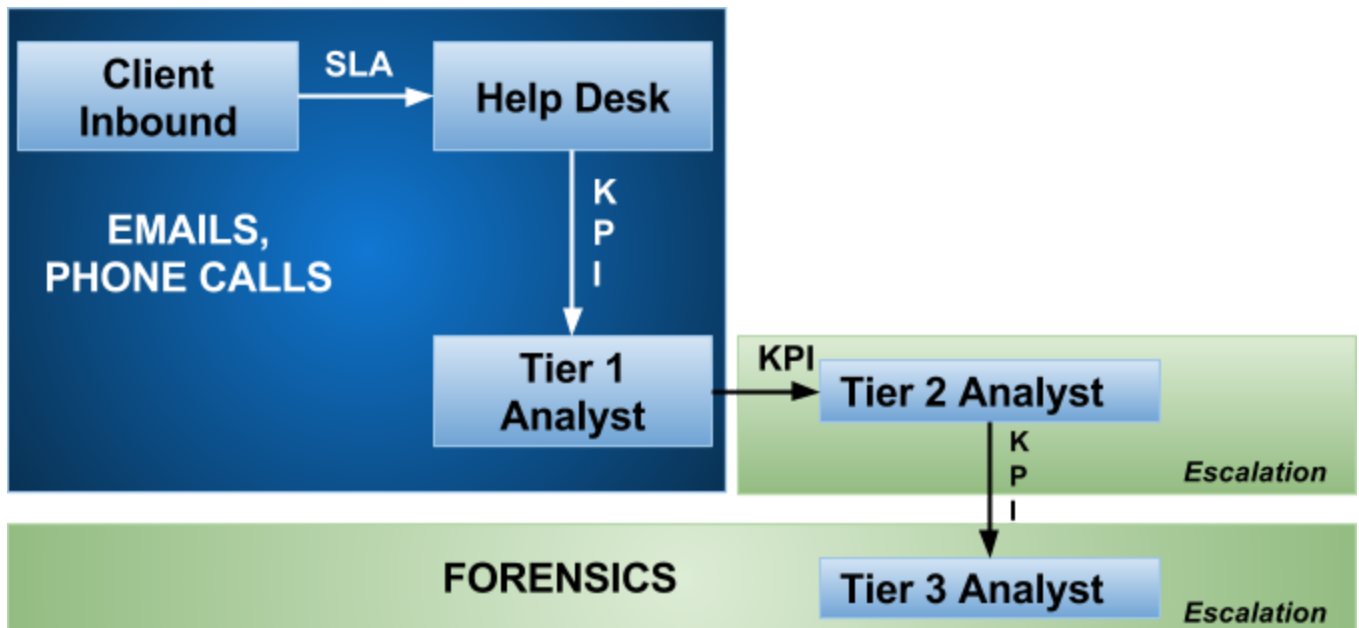 Client
Inbound
SLA
Help Desk
K
P
I
EMAILS,
PHONE CALLS
Tier 1
Analyst
KPI
Tier 2 Analyst
K
P
I
Escalation
FORENSICS
Tier 3 Analyst
Escalation